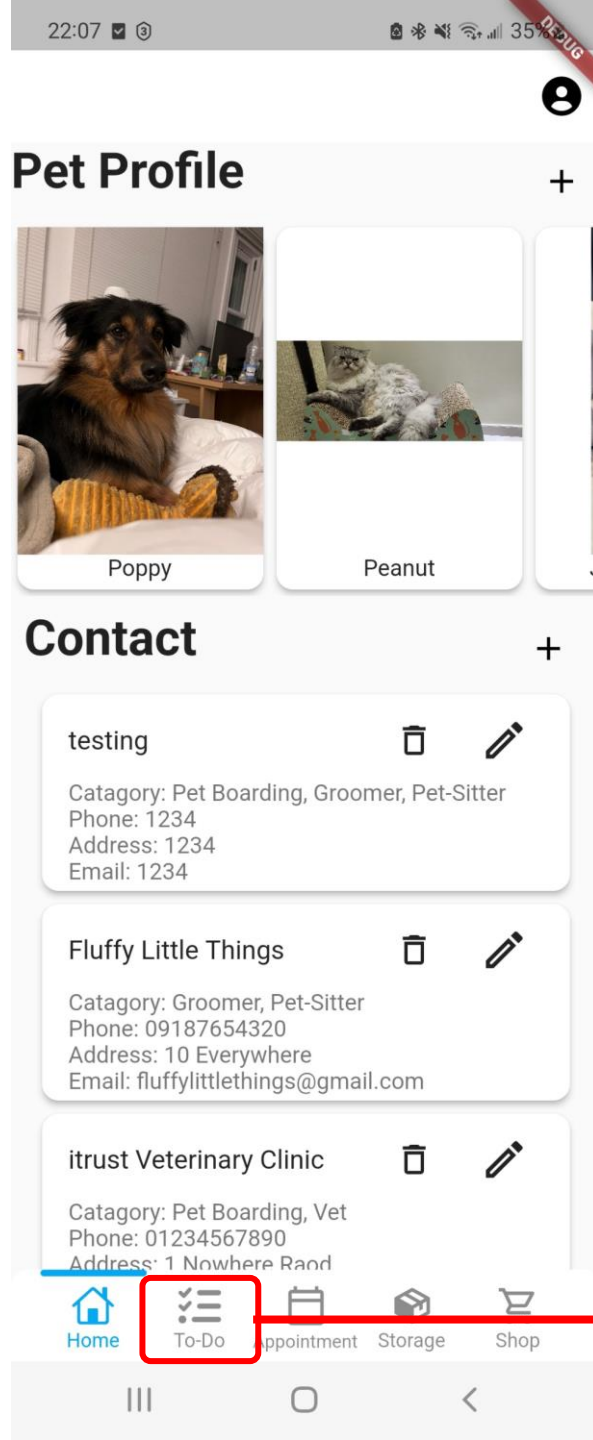 22:07
35%
DEBUG
Pet Profile
+
Poppy
Peanut
Contact
+
testing
Catagory: Pet Boarding, Groomer, Pet-Sitter
Phone: 1234
Address: 1234
Email: 1234
Fluffy Little Things
Catagory: Groomer, Pet-Sitter
Phone: 09187654320
Address: 10 Everywhere
Email: fluffylittlethings@gmail.com
itrust Veterinary Clinic
Catagory: Pet Boarding, Vet
Phone: 01234567890
Address: 1 Nowhere Raod
Home To-Do Appointment Storage Shop